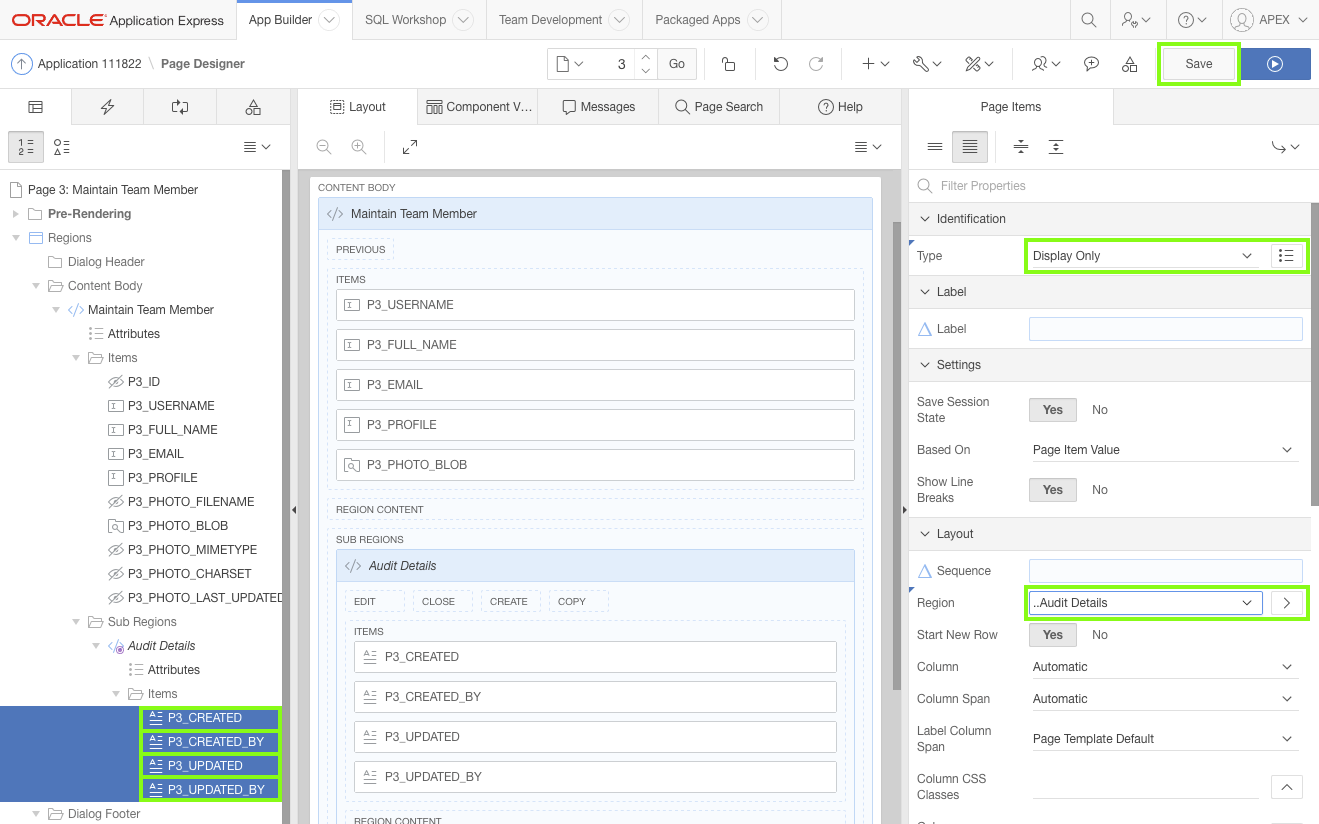 ORACLE® Application Express
App Builder
SQL Workshop
Team Development
Packaged Apps
APEX
Application 111822 \ Page Designer
3
Go
Save
Layout
Component V...
Messages
Page Search
Help
Page Items
Page 3: Maintain Team Member
Pre-Rendering
Regions
Dialog Header
Content Body
Maintain Team Member
Attributes
Items
P3_ID
P3_USERNAME
P3_FULL_NAME
P3_EMAIL
P3_PROFILE
P3_PHOTO_FILENAME
P3_PHOTO_BLOB
P3_PHOTO_MIMETYPE
P3_PHOTO_CHARSET
P3_PHOTO_LAST_UPDATED
Sub Regions
Audit Details
Attributes
Items
P3_CREATED
P3_CREATED_BY
P3_UPDATED
P3_UPDATED_BY
Dialog Footer
CONTENT BODY
Maintain Team Member
PREVIOUS
ITEMS
P3_USERNAME
P3_FULL_NAME
P3_EMAIL
P3_PROFILE
P3_PHOTO_BLOB
REGION CONTENT
SUB REGIONS
Audit Details
EDIT CLOSE CREATE COPY
ITEMS
P3_CREATED
P3_CREATED_BY
P3_UPDATED
P3_UPDATED_BY
REGION CONTENT
Filter Properties
Identification
Type Display Only
Label
Label
Settings
Save Session
State
Yes No
Based On Page Item Value
Show Line
Breaks
Yes No
Layout
Sequence
Region ..Audit Details
Start New Row Yes No
Column Automatic
Column Span Automatic
Label Column
Span
Page Template Default
Column CSS
Classes